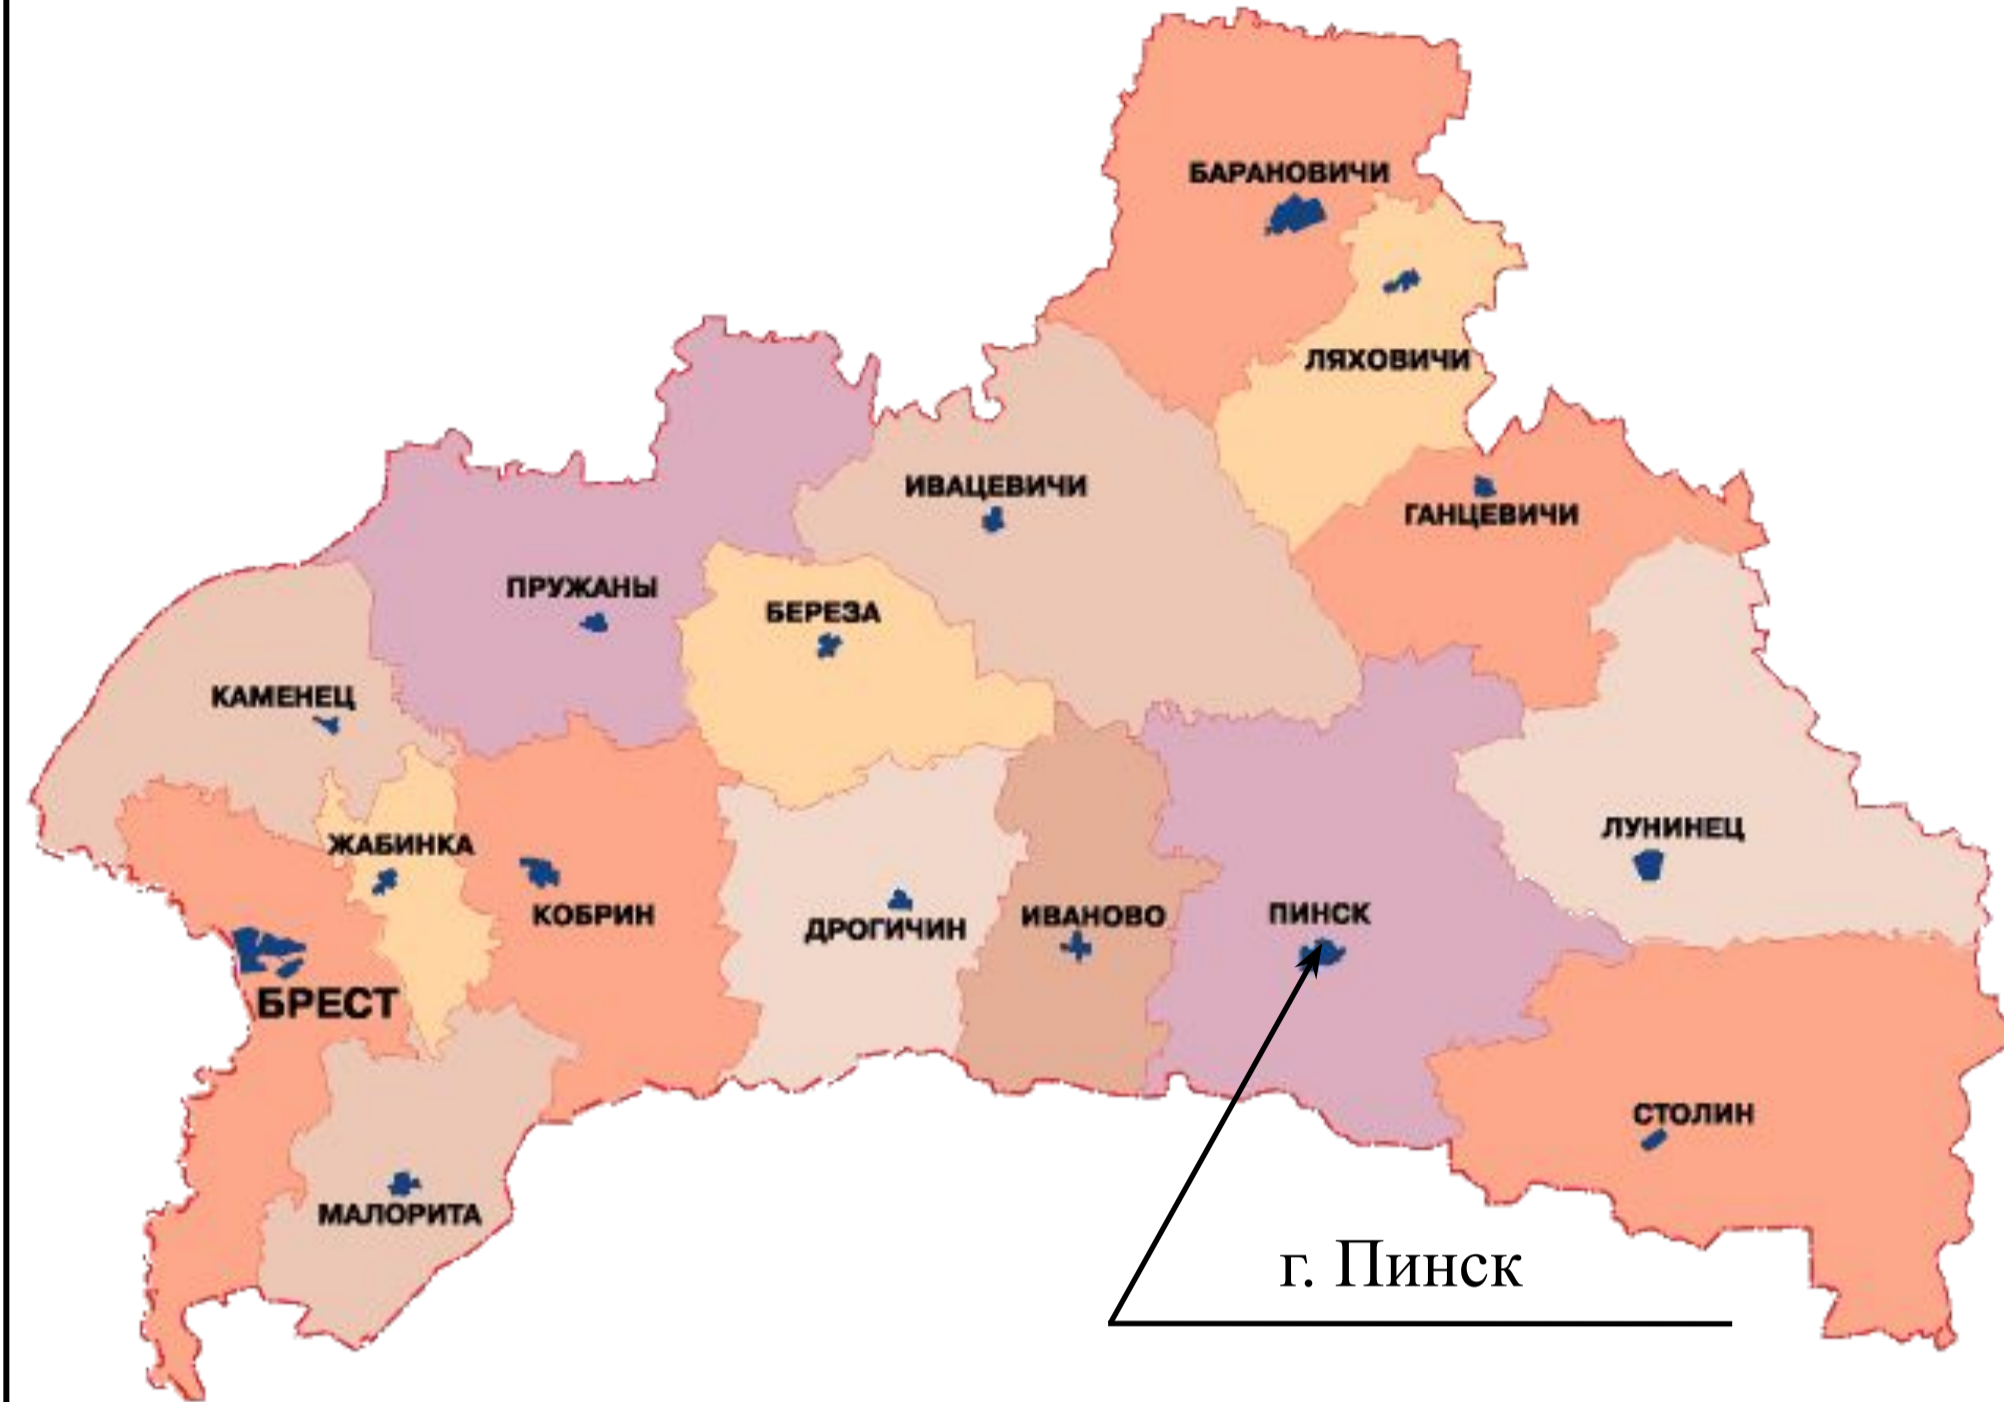 БАРАНОВИЧИ
ЛЯХОВИЧИ
ИВАЦЕВИЧИ
ГАНЦЕВИЧИ
ПРУЖАНЫ
БЕРЕЗА
КАМЕНЕЦ
ЛУНИНЕЦ
ЖАБИНКА
КОБРИН
ДРОГИЧИН
ИВАНОВО
ПИНСК
БРЕСТ
СТОЛИН
МАЛОРИТА
г. Пинск